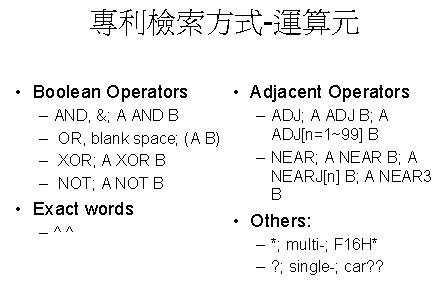 專利檢索方式-運算元
• Boolean Operators
– AND, &; A AND B
– OR, blank space; (A B)
– XOR; A XOR B
– NOT; A NOT B
• Exact words
– ^ ^
• Adjacent Operators
– ADJ; A ADJ B; A
ADJ[n=1~99] B
– NEAR; A NEAR B; A
NEARJ[n] B; A NEAR3
B
• Others:
– *; multi-; F16H*
– ?; single-; car??